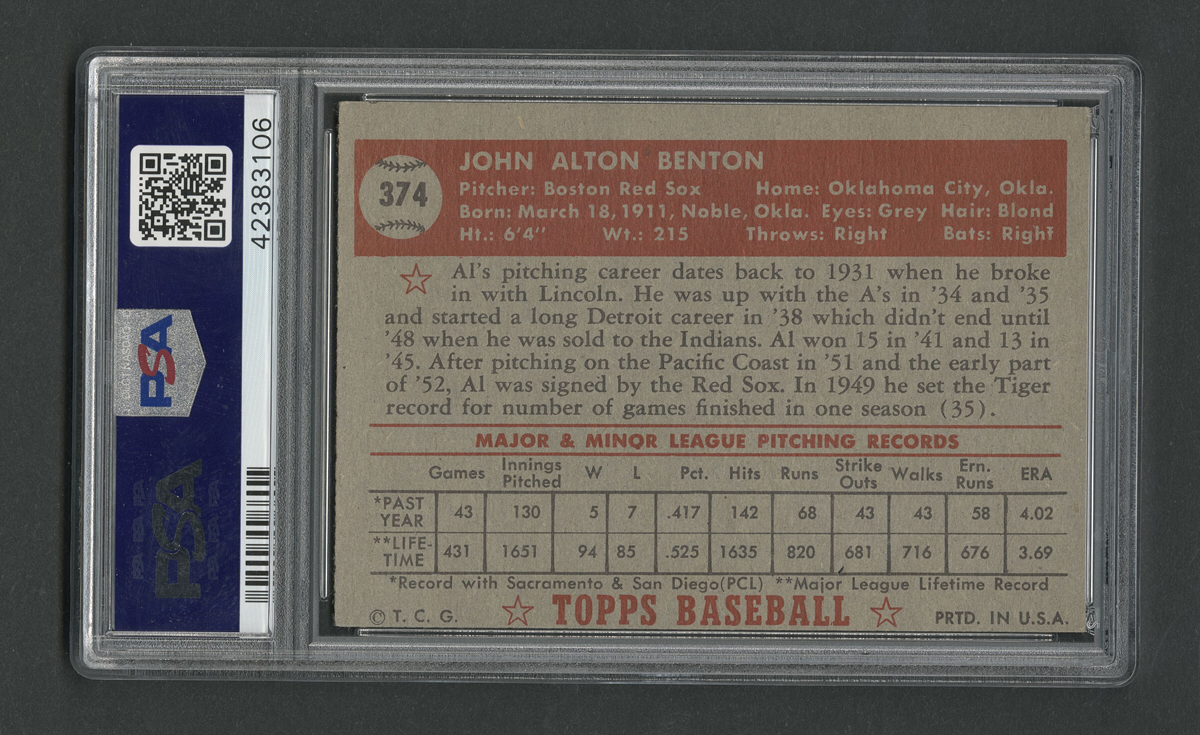 42383106
PSA
PSA
374
JOHN ALTON BENTON
Pitcher: Boston Red Sox Home: Oklahoma City, Okla.
Born: March 18, 1911, Noble, Okla. Eyes: Grey Hair: Blond
Ht.: 6'4" Wt.: 215 Throws: Right Bats: Right
Al's pitching career dates back to 1931 when he broke
in with Lincoln. He was up with the A's in '34 and '35
and started a long Detroit career in '38 which didn't end until
'48 when he was sold to the Indians. Al won 15 in '41 and 13 in
'45. After pitching on the Pacific Coast in '51 and the early part
of '52, Al was signed by the Red Sox. In 1949 he set the Tiger
record for number of games finished in one season (35).
MAJOR & MINOR LEAGUE PITCHING RECORDS
Games Innings Pitched W L Pct. Hits Runs Strike Outs Walks Ern. Runs ERA
*PAST YEAR 43 130 5 7 .417 142 68 43 43 58 4.02
**LIFE-TIME 431 1651 94 85 .525 1635 820 681 716 676 3.69
*Record with Sacramento & San Diego(PCL) **Major League Lifetime Record
© T. C. G. TOPPS BASEBALL PRTD. IN U.S.A.